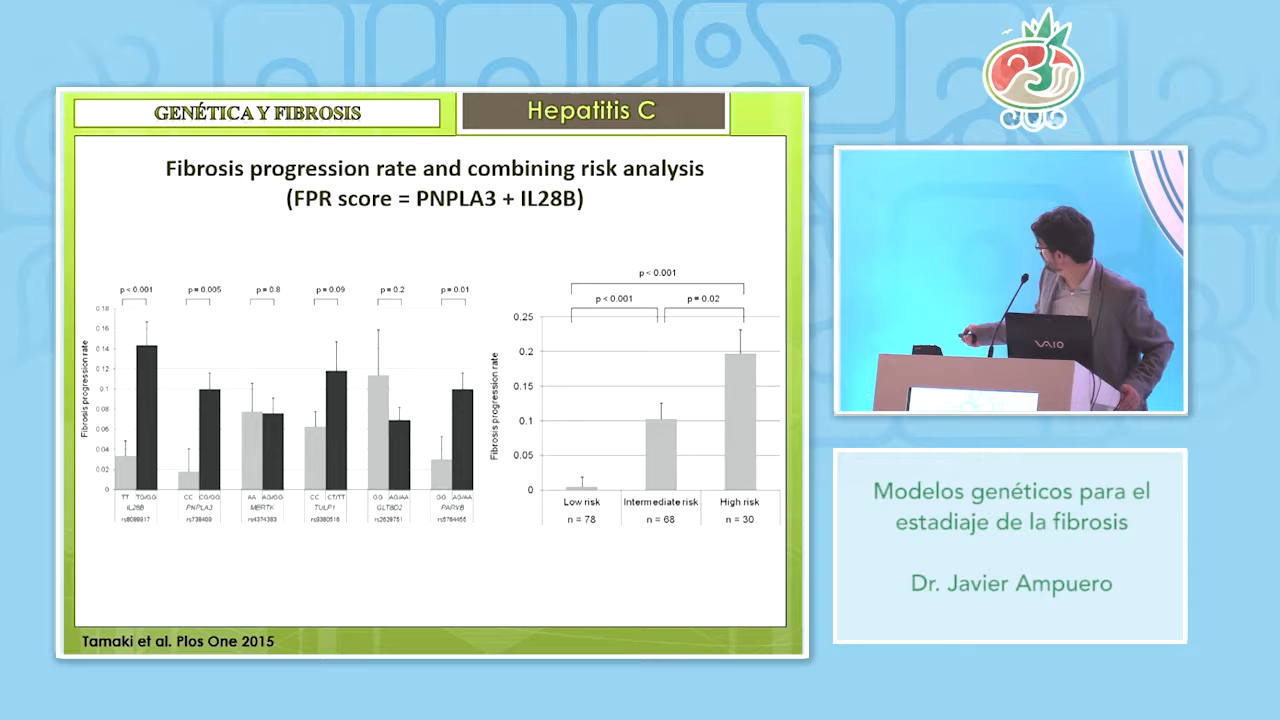 GENÉTICA Y FIBROSIS
Hepatitis C
Fibrosis progression rate and combining risk analysis
(FPR score = PNPLA3 + IL28B)
p < 0.001 p = 0.005 p = 0.8 p = 0.09 p = 0.2 p = 0.01
Fibrosis progression rate
0.18
0.16
0.14
0.12
0.1
0.08
0.06
0.04
0.02
0
TT TG/GG CC CG/GG AA AG/GG CC CT/TT GG AG/AA GG AG/AA
IL28B PNPLA3 MERTK TULP1 GLT8D2 PARVB
rs8099917 rs738409 rs4374383 rs9380516 rs2629751 rs6764455
p < 0.001
p < 0.001 p = 0.02
Fibrosis progression rate
0.25
0.2
0.15
0.1
0.05
0
Low risk Intermediate risk High risk
n = 78 n = 68 n = 30
Tamaki et al. Plos One 2015
VAIO
Modelos genéticos para el
estadiaje de la fibrosis
Dr. Javier Ampuero